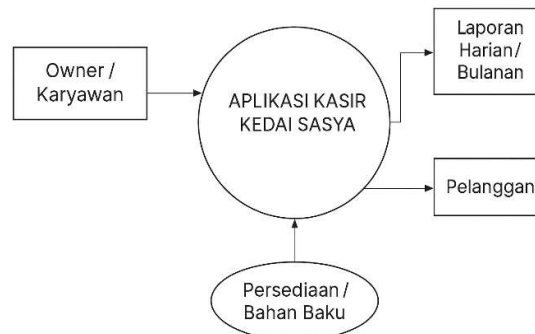 Owner /
Karyawan
APLIKASI KASIR
KEDAI SASYA
Laporan
Harian /
Bulanan
Pelanggan
Persediaan /
Bahan Baku